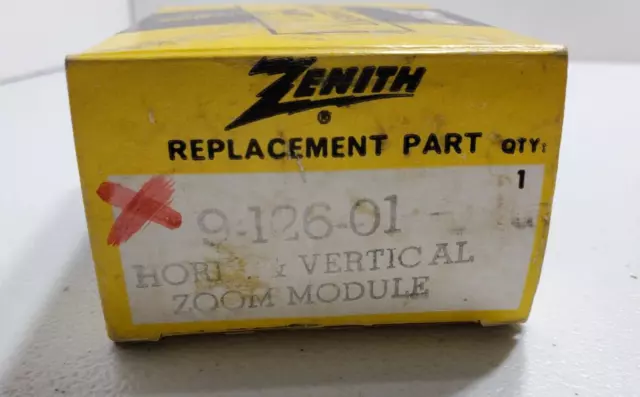 ZENITH
®
REPLACEMENT PART QTY:
1
9-126-01
& VERTICAL
ZOOM MODULE